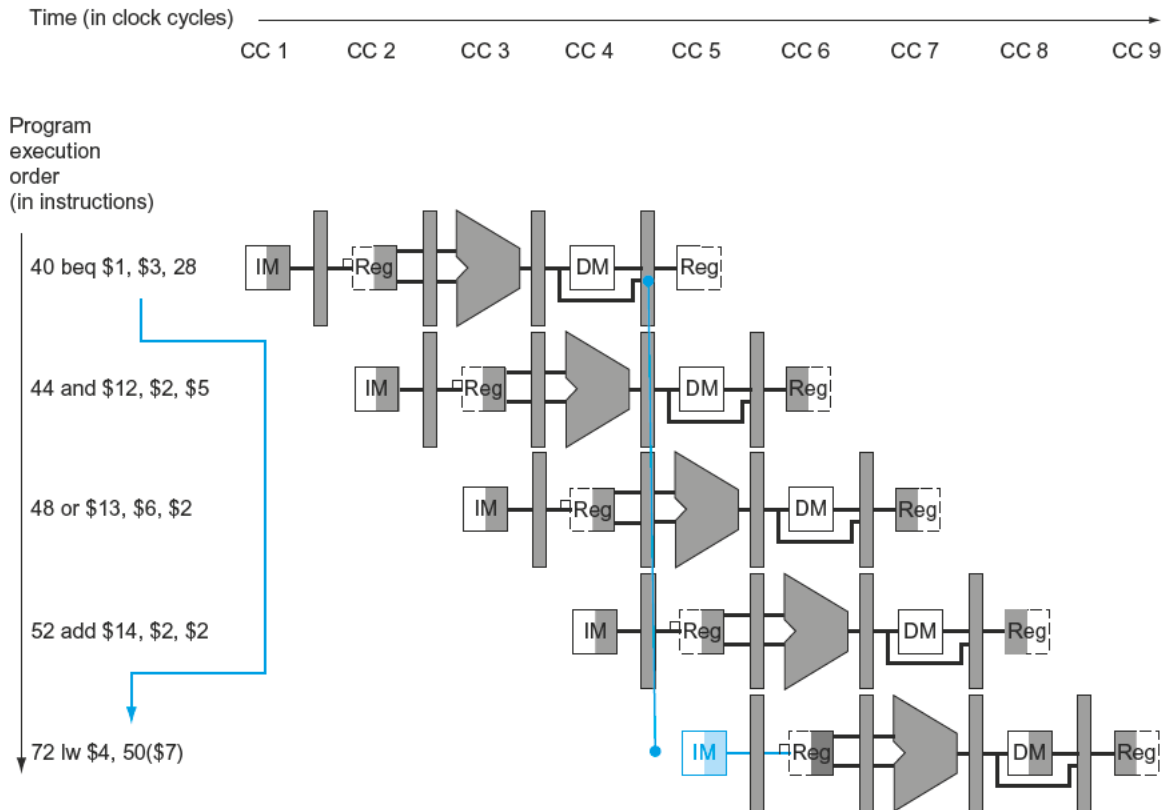 Time (in clock cycles)
CC 1 CC 2 CC 3 CC 4 CC 5 CC 6 CC 7 CC 8 CC 9
Program
execution
order
(in instructions)
40 beq $1, $3, 28
IM Reg DM Reg
44 and $12, $2, $5
IM Reg DM Reg
48 or $13, $6, $2
IM Reg DM Reg
52 add $14, $2, $2
IM Reg DM Reg
72 lw $4, 50($7)
IM Reg DM Reg